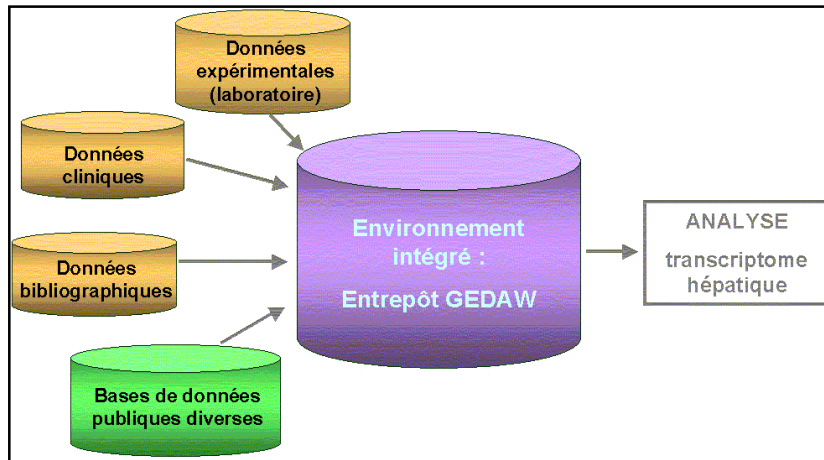 Données
expérimentales
(laboratoire)
Données
cliniques
Données
bibliographiques
Bases de données
publiques diverses
Environnement
intégré :
Entrepôt GEDAW
ANALYSE
transcriptome
hépatique